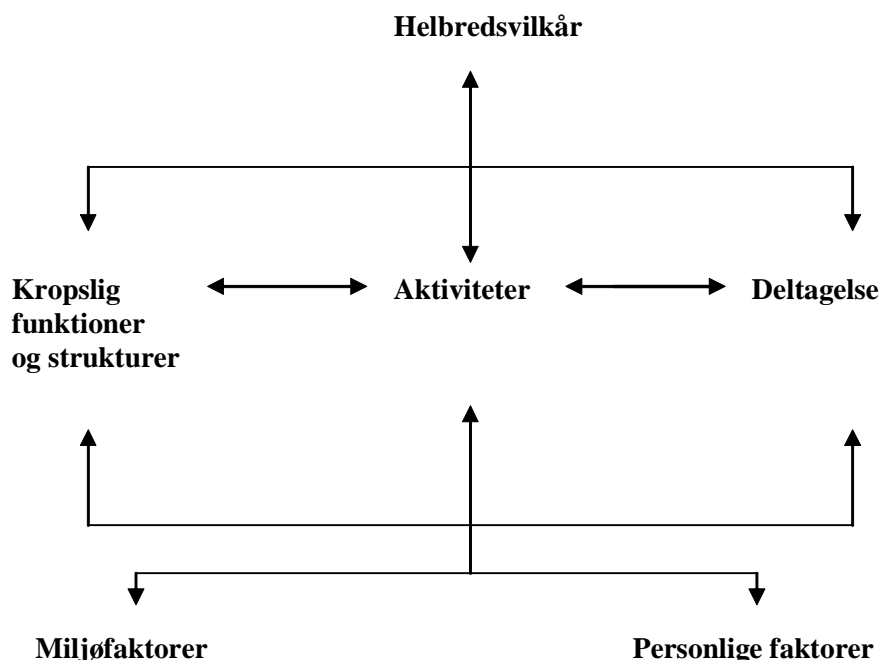 Helbredsvilkår
Kropslig
funktioner
og strukturer
Aktiviteter
Deltagelse
Miljøfaktorer
Personlige faktorer